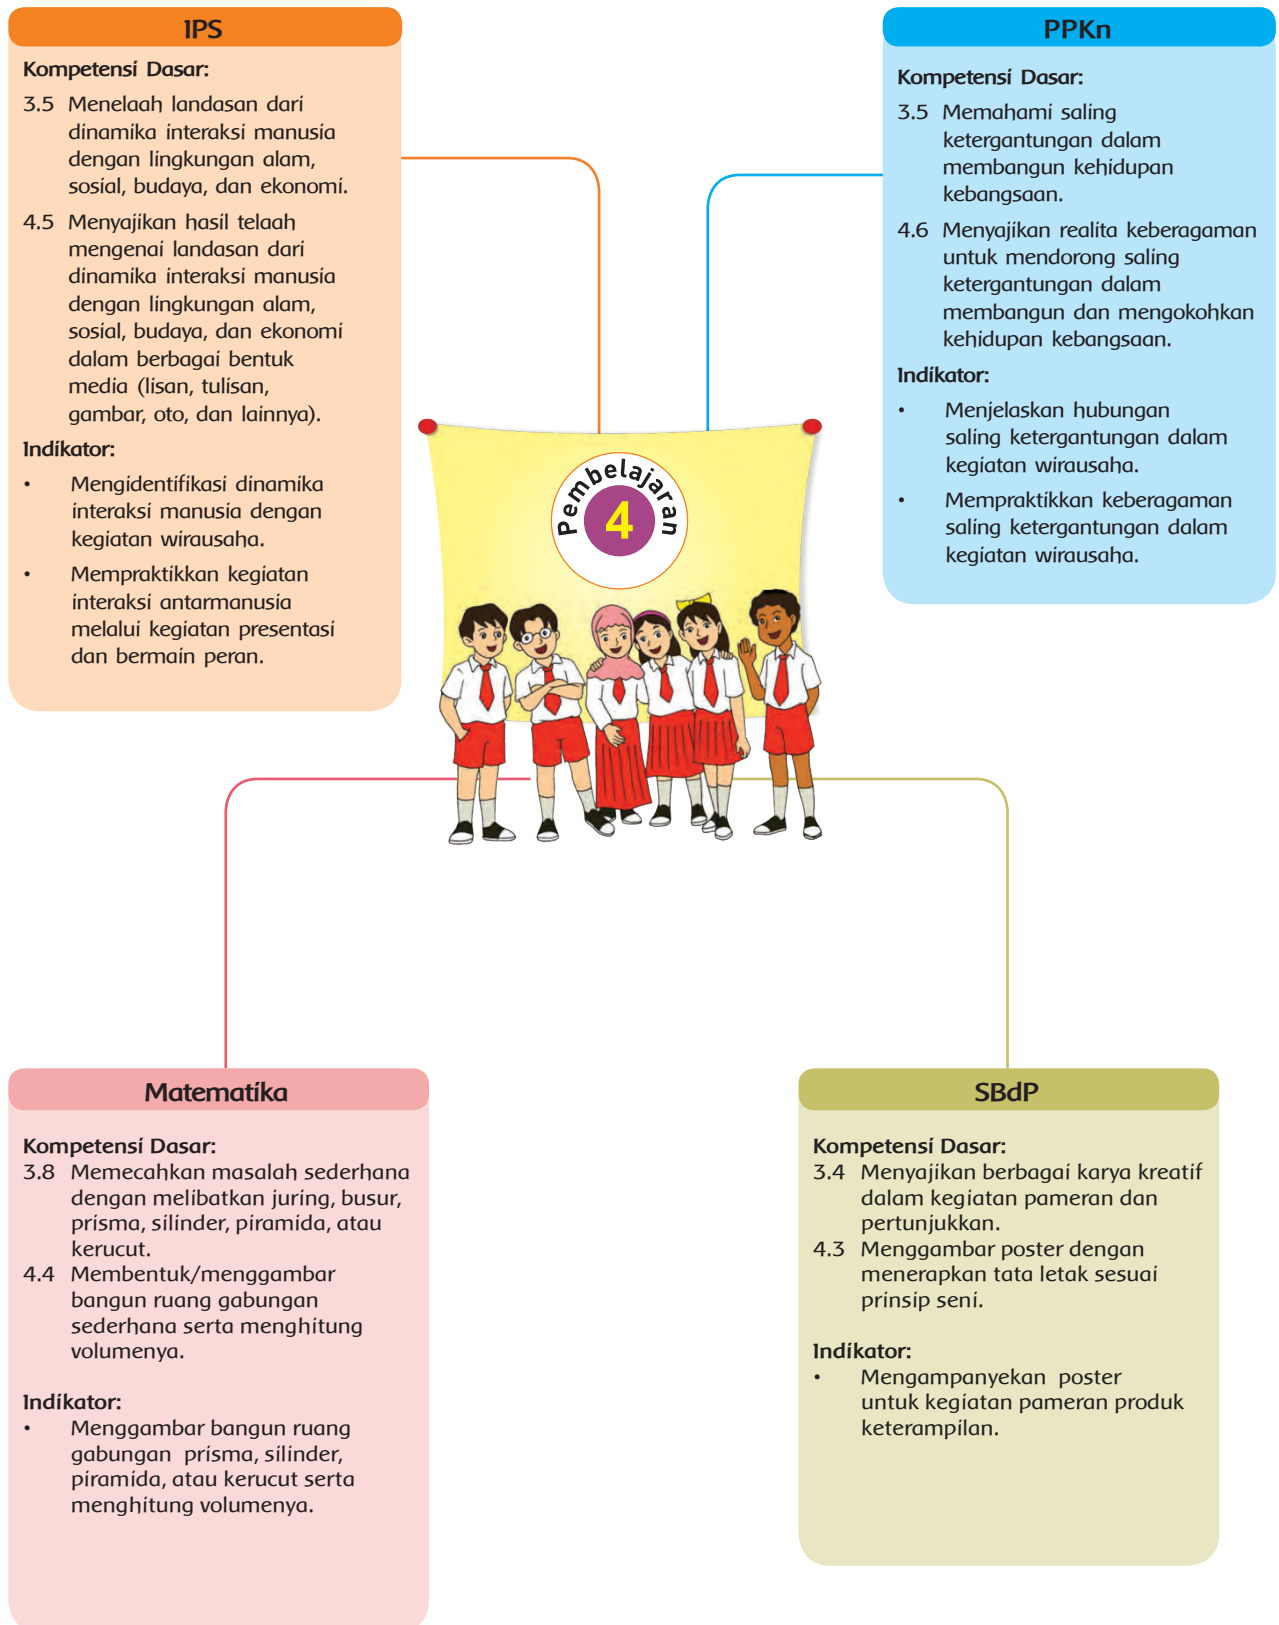 IPS
Kompetensi Dasar:
3.5 Menelaah landasan dari
dinamika interaksi manusia
dengan lingkungan alam,
sosial, budaya, dan ekonomi.
4.5 Menyajikan hasil telaah
mengenai landasan dari
dinamika interaksi manusia
dengan lingkungan alam,
sosial, budaya, dan ekonomi
dalam berbagai bentuk
media (lisan, tulisan,
gambar, oto, dan lainnya).
Indikator:
• Mengidentifikasi dinamika
interaksi manusia dengan
kegiatan wirausaha.
• Mempraktikkan kegiatan
interaksi antarmanusia
melalui kegiatan presentasi
dan bermain peran.
PPKn
Kompetensi Dasar:
3.5 Memahami saling
ketergantungan dalam
membangun kehidupan
kebangsaan.
4.6 Menyajikan realita keberagaman
untuk mendorong saling
ketergantungan dalam
membangun dan mengokohkan
kehidupan kebangsaan.
Indikator:
• Menjelaskan hubungan
saling ketergantungan dalam
kegiatan wirausaha.
• Mempraktikkan keberagaman
saling ketergantungan dalam
kegiatan wirausaha.
Pembelajaran
4
Matematika
Kompetensi Dasar:
3.8 Memecahkan masalah sederhana
dengan melibatkan juring, busur,
prisma, silinder, piramida, atau
kerucut.
4.4 Membentuk/menggambar
bangun ruang gabungan
sederhana serta menghitung
volumenya.
Indikator:
• Menggambar bangun ruang
gabungan prisma, silinder,
piramida, atau kerucut serta
menghitung volumenya.
SBdP
Kompetensi Dasar:
3.4 Menyajikan berbagai karya kreatif
dalam kegiatan pameran dan
pertunjukkan.
4.3 Menggambar poster dengan
menerapkan tata letak sesuai
prinsip seni.
Indikator:
• Mengampanyekan poster
untuk kegiatan pameran produk
keterampilan.